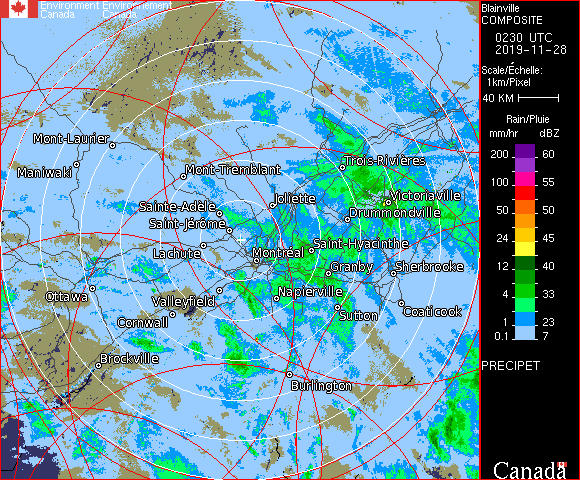 Environment Environnement
Canada Canada
Blainville
COMPOSITE
0230 UTC
2019-11-28
Scale/Échelle:
1km/Pixel
40 KM
Rain/Pluie
mm/hr dBZ
200 60
100 55
50 50
24 45
12 40
4 33
1 23
0.1 7
PRECIPET
Mont-Laurier
Maniwaki
Mont-Tremblant
Trois-Rivières
Victoriaville
Joliette
Sainte-Adèle
Drummondville
Saint-Jérôme
Saint-Hyacinthe
Lachute
Montréal
Granby
Sherbrooke
Ottawa
Valleyfield
Napierville
Coaticook
Cornwall
Sutton
Brockville
Burlington
Canada